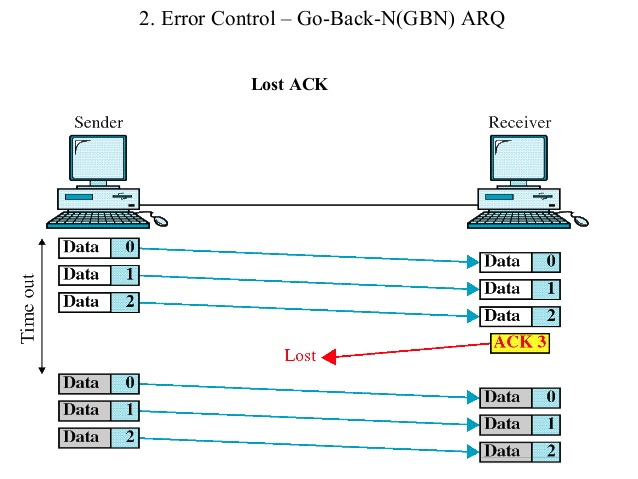 2. Error Control – Go-Back-N(GBN) ARQ
Lost ACK
Sender
Receiver
Time out
Data 0
Data 0
Data 1
Data 1
Data 2
Data 2
ACK 3
Lost
Data 0
Data 0
Data 1
Data 1
Data 2
Data 2